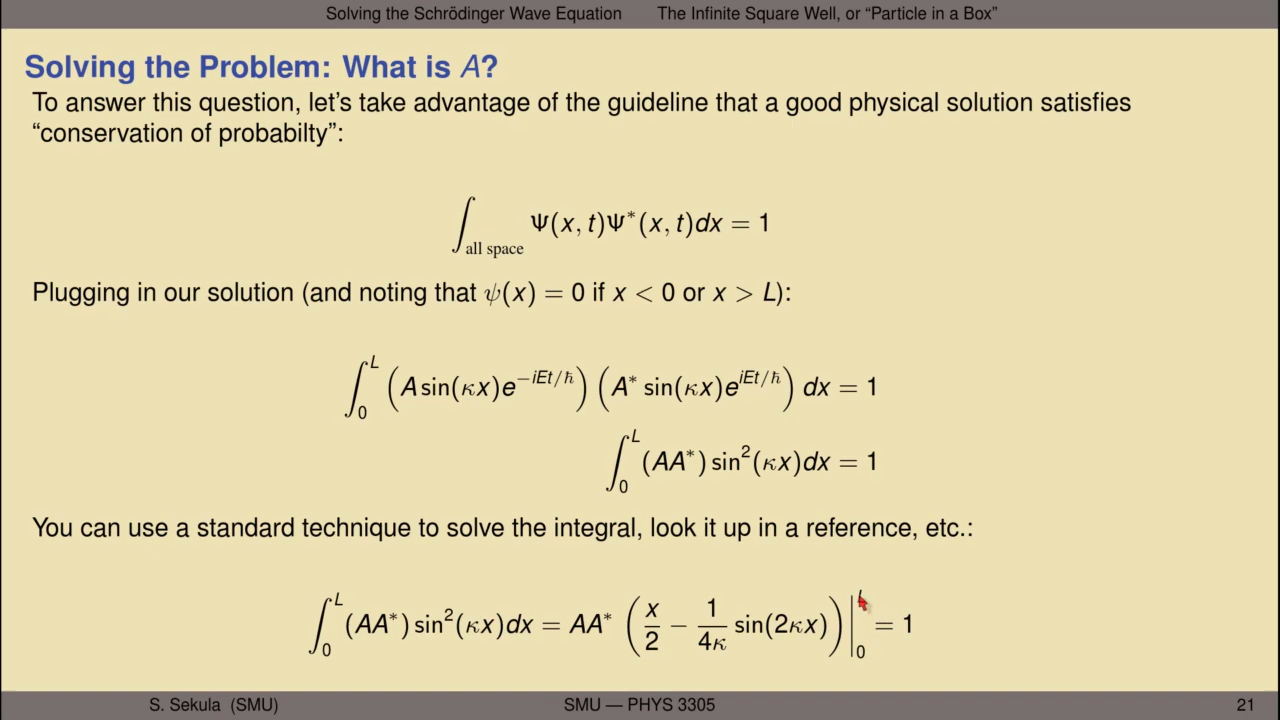 Solving the Schrödinger Wave Equation    The Infinite Square Well, or “Particle in a Box”
Solving the Problem: What is A?
To answer this question, let’s take advantage of the guideline that a good physical solution satisfies
“conservation of probabilty”:
∫_{all space} Ψ(x, t)Ψ*(x, t)dx = 1
Plugging in our solution (and noting that ψ(x) = 0 if x < 0 or x > L):
∫_0^L (A sin(κx)e^{−iEt/ħ}) (A* sin(κx)e^{iEt/ħ}) dx = 1
∫_0^L (AA*) sin²(κx)dx = 1
You can use a standard technique to solve the integral, look it up in a reference, etc.:
∫_0^L (AA*) sin²(κx)dx = AA* (x/2 − 1/4κ sin(2κx))|_0^L = 1
S. Sekula (SMU)    SMU — PHYS 3305    21